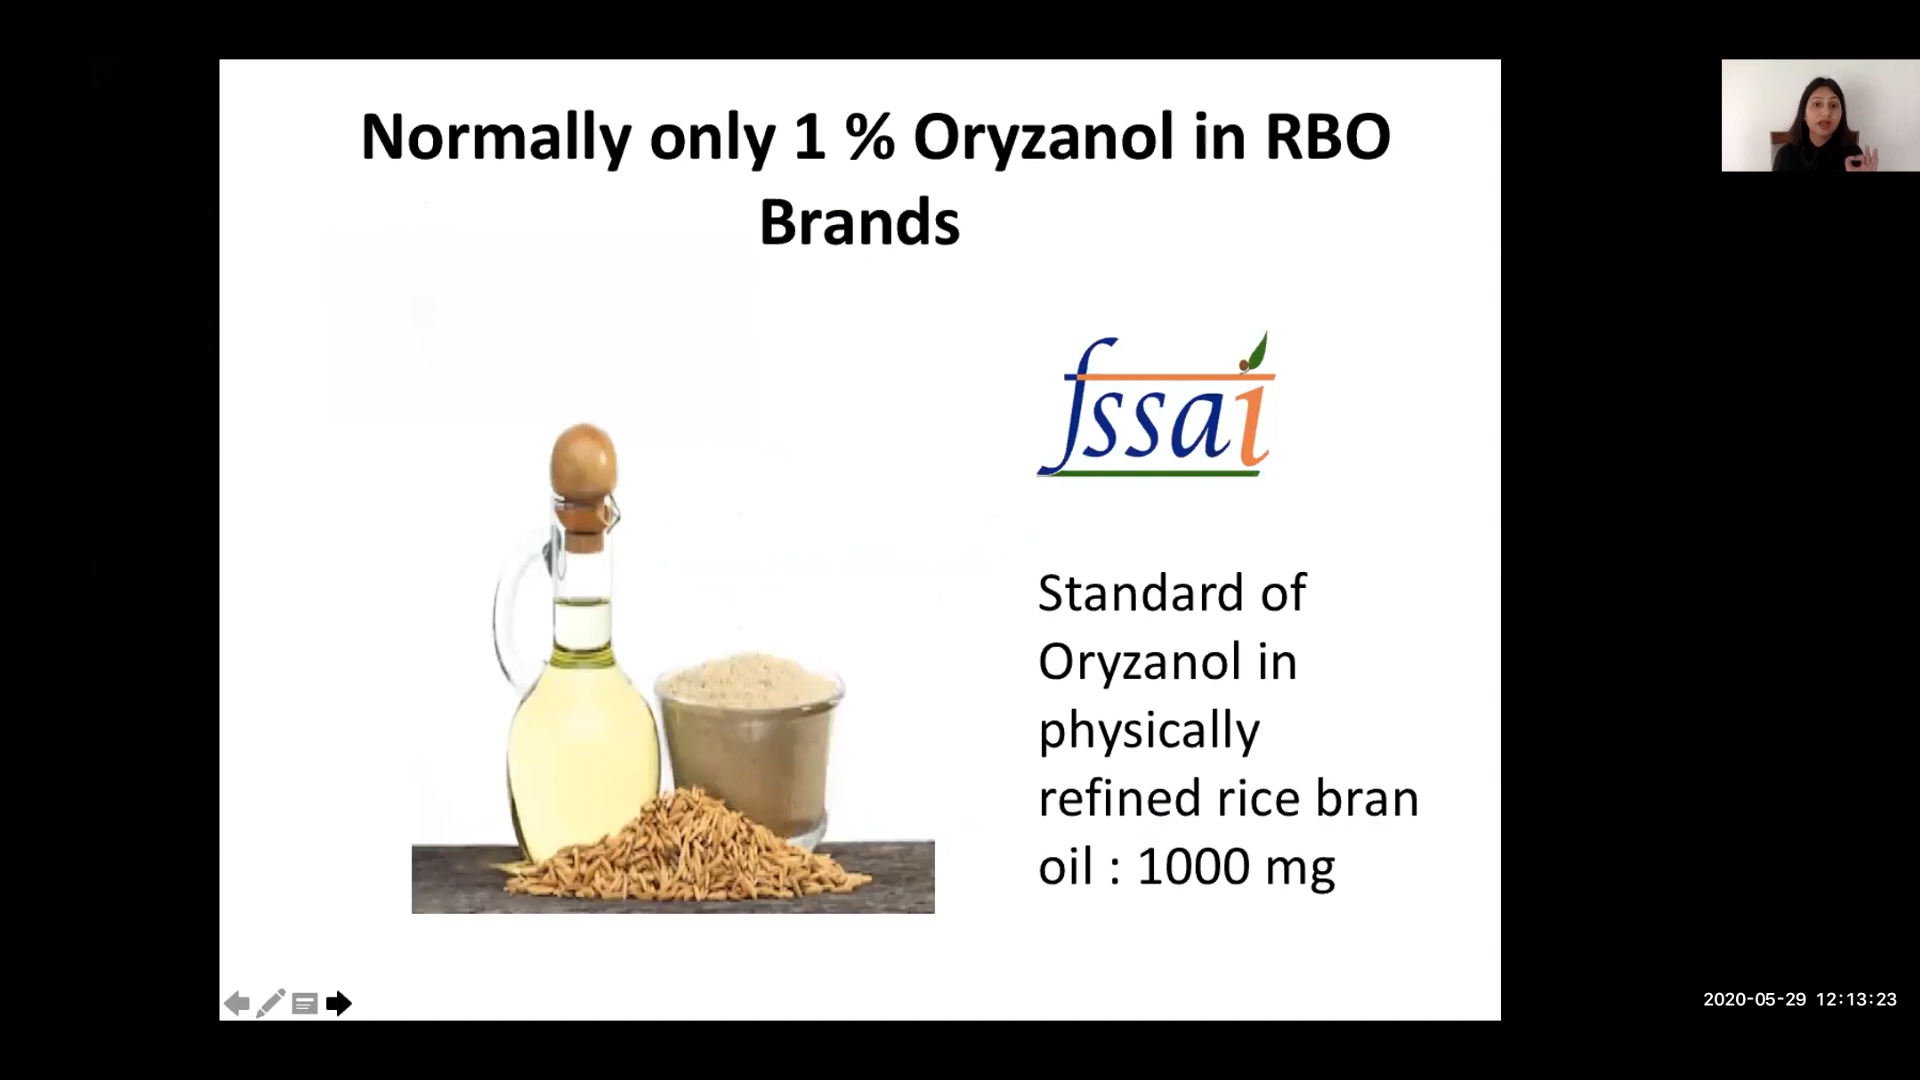 Normally only 1 % Oryzanol in RBO
Brands
fssai
Standard of
Oryzanol in
physically
refined rice bran
oil : 1000 mg
2020-05-29 12:13:23